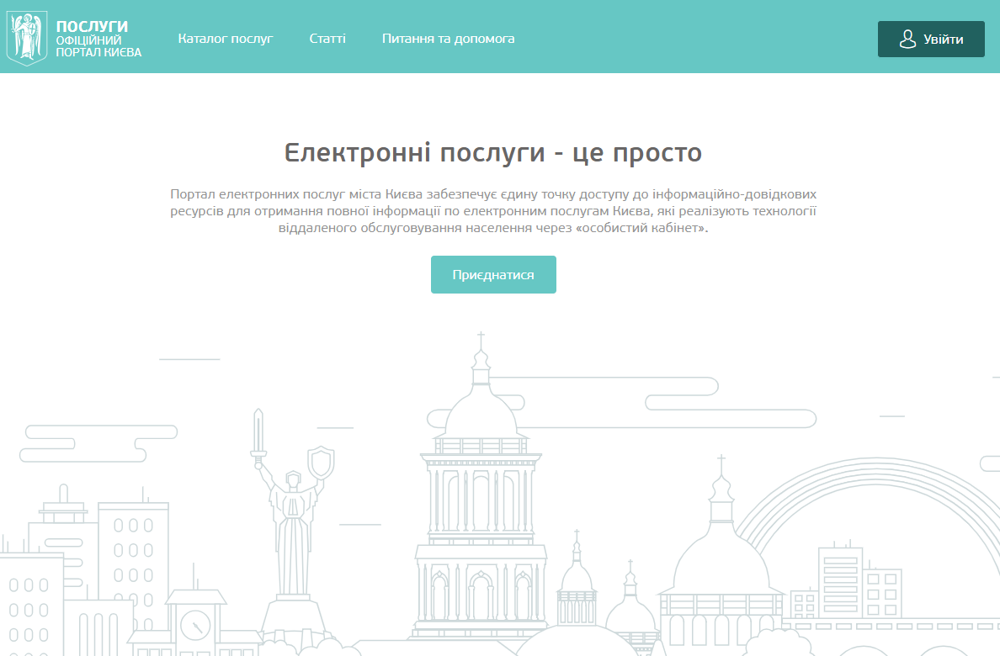 ПОСЛУГИ
ОФІЦІЙНИЙ
ПОРТАЛ КИЄВА
Каталог послуг
Статті
Питання та допомога
Увійти
Електронні послуги - це просто
Портал електронних послуг міста Києва забезпечує єдину точку доступу до інформаційно-довідкових
ресурсів для отримання повної інформації по електронним послугам Києва, які реалізують технології
віддаленого обслуговування населення через «особистий кабінет».
Приєднатися